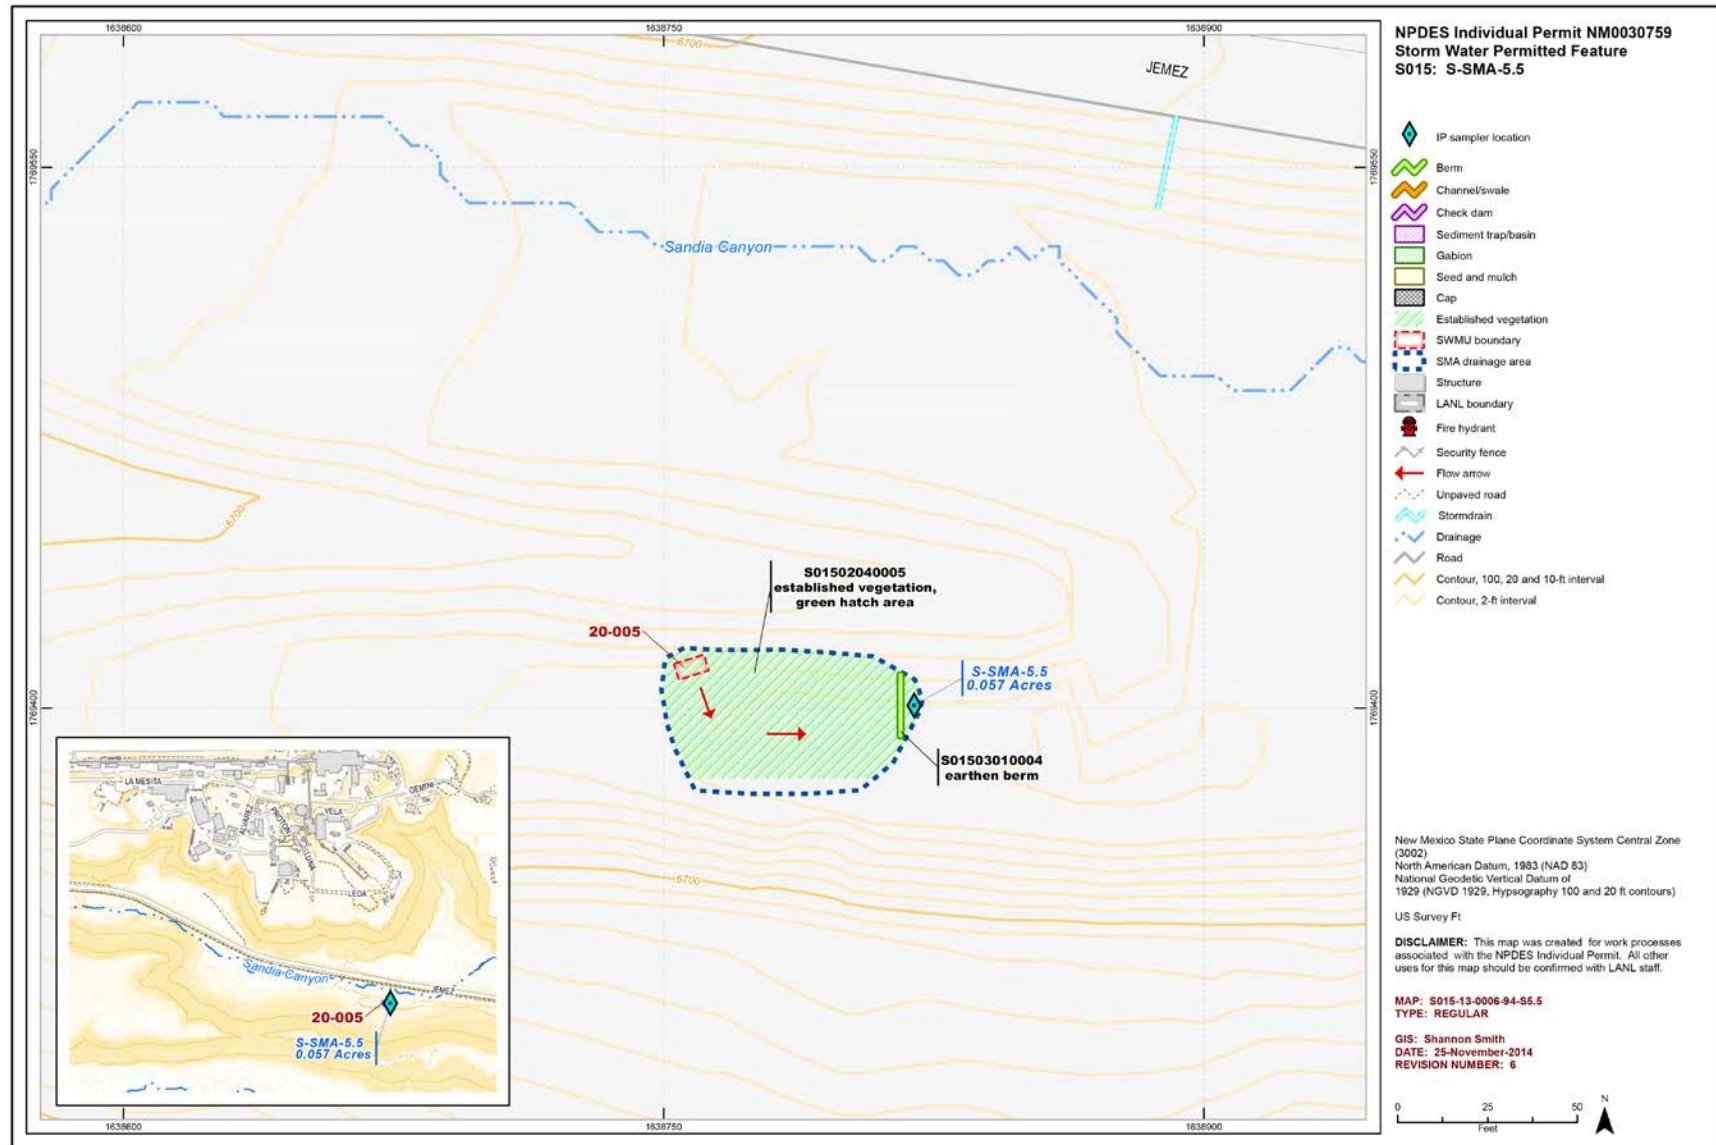 1638600
1638750
1638900
6700
JEMEZ
1769550
1769550
Sandia Canyon
6700
S01502040005
established vegetation,
green hatch area
20-005
S-SMA-5.5
0.057 Acres
1769400
1769400
S01503010004
earthen berm
6700
LA MESITA
ALVAREZ
PROTON
VELA
GEMINI
LUNA
LEDA
Sandia Canyon
JEMEZ
20-005
S-SMA-5.5
0.057 Acres
1638600
1638750
1638900
NPDES Individual Permit NM0030759
Storm Water Permitted Feature
S015: S-SMA-5.5
IP sampler location
Berm
Channel/swale
Check dam
Sediment trap/basin
Gabion
Seed and mulch
Cap
Established vegetation
SWMU boundary
SMA drainage area
Structure
LANL boundary
Fire hydrant
Security fence
Flow arrow
Unpaved road
Stormdrain
Drainage
Road
Contour, 100, 20 and 10-ft interval
Contour, 2-ft interval
New Mexico State Plane Coordinate System Central Zone
(3002)
North American Datum, 1983 (NAD 83)
National Geodetic Vertical Datum of
1929 (NGVD 1929, Hypsography 100 and 20 ft contours)
US Survey Ft
DISCLAIMER: This map was created for work processes
associated with the NPDES Individual Permit. All other
uses for this map should be confirmed with LANL staff.
MAP: S015-13-0006-94-S5.5
TYPE: REGULAR
GIS: Shannon Smith
DATE: 25-November-2014
REVISION NUMBER: 6
0 25 50
Feet
N